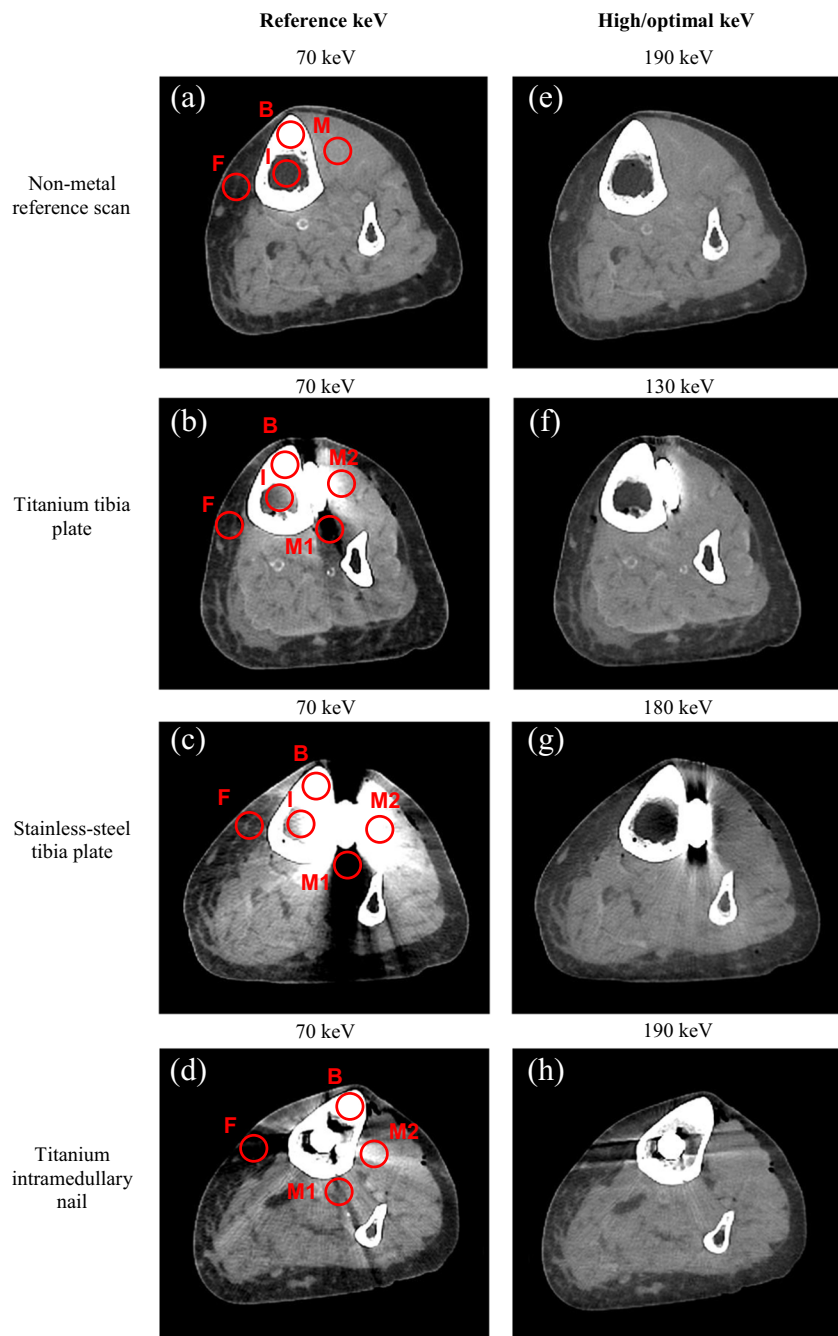 Reference keV
High/optimal keV
70 keV
190 keV
(a)
B
M
F
I
(e)
Non-metal
reference scan
70 keV
130 keV
(b)
B
M2
I
F
M1
(f)
Titanium tibia
plate
70 keV
180 keV
(c)
B
F
I
M2
M1
(g)
Stainless-steel
tibia plate
70 keV
190 keV
(d)
B
F
M2
M1
(h)
Titanium
intramedullary
nail